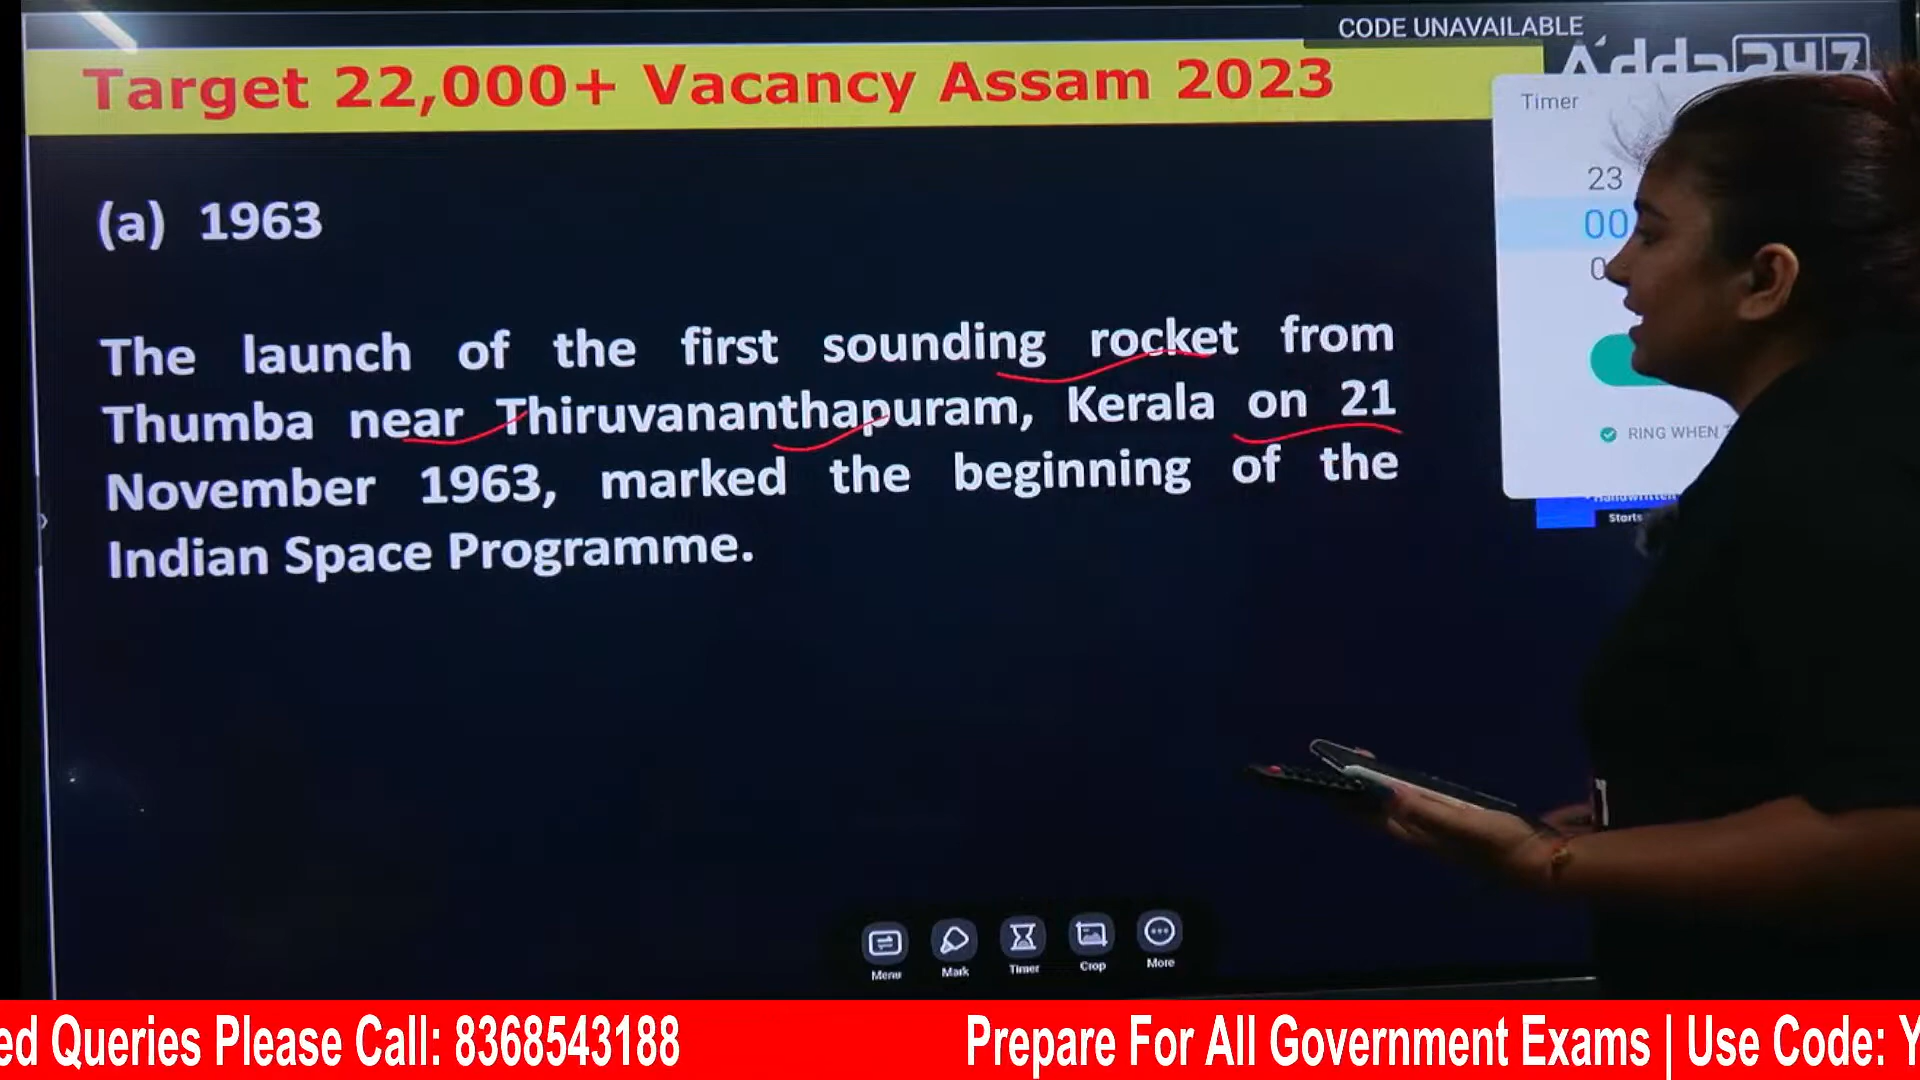 CODE UNAVAILABLE
Target 22,000+ Vacancy Assam 2023
Adda247
Timer
23
00
(a) 1963
The launch of the first sounding rocket from
Thumba near Thiruvananthapuram, Kerala on 21
November 1963, marked the beginning of the
Indian Space Programme.
RING WHEN
Starts
Menu
Mark
Timer
Crop
More
ed Queries Please Call: 8368543188
Prepare For All Government Exams | Use Code: Y